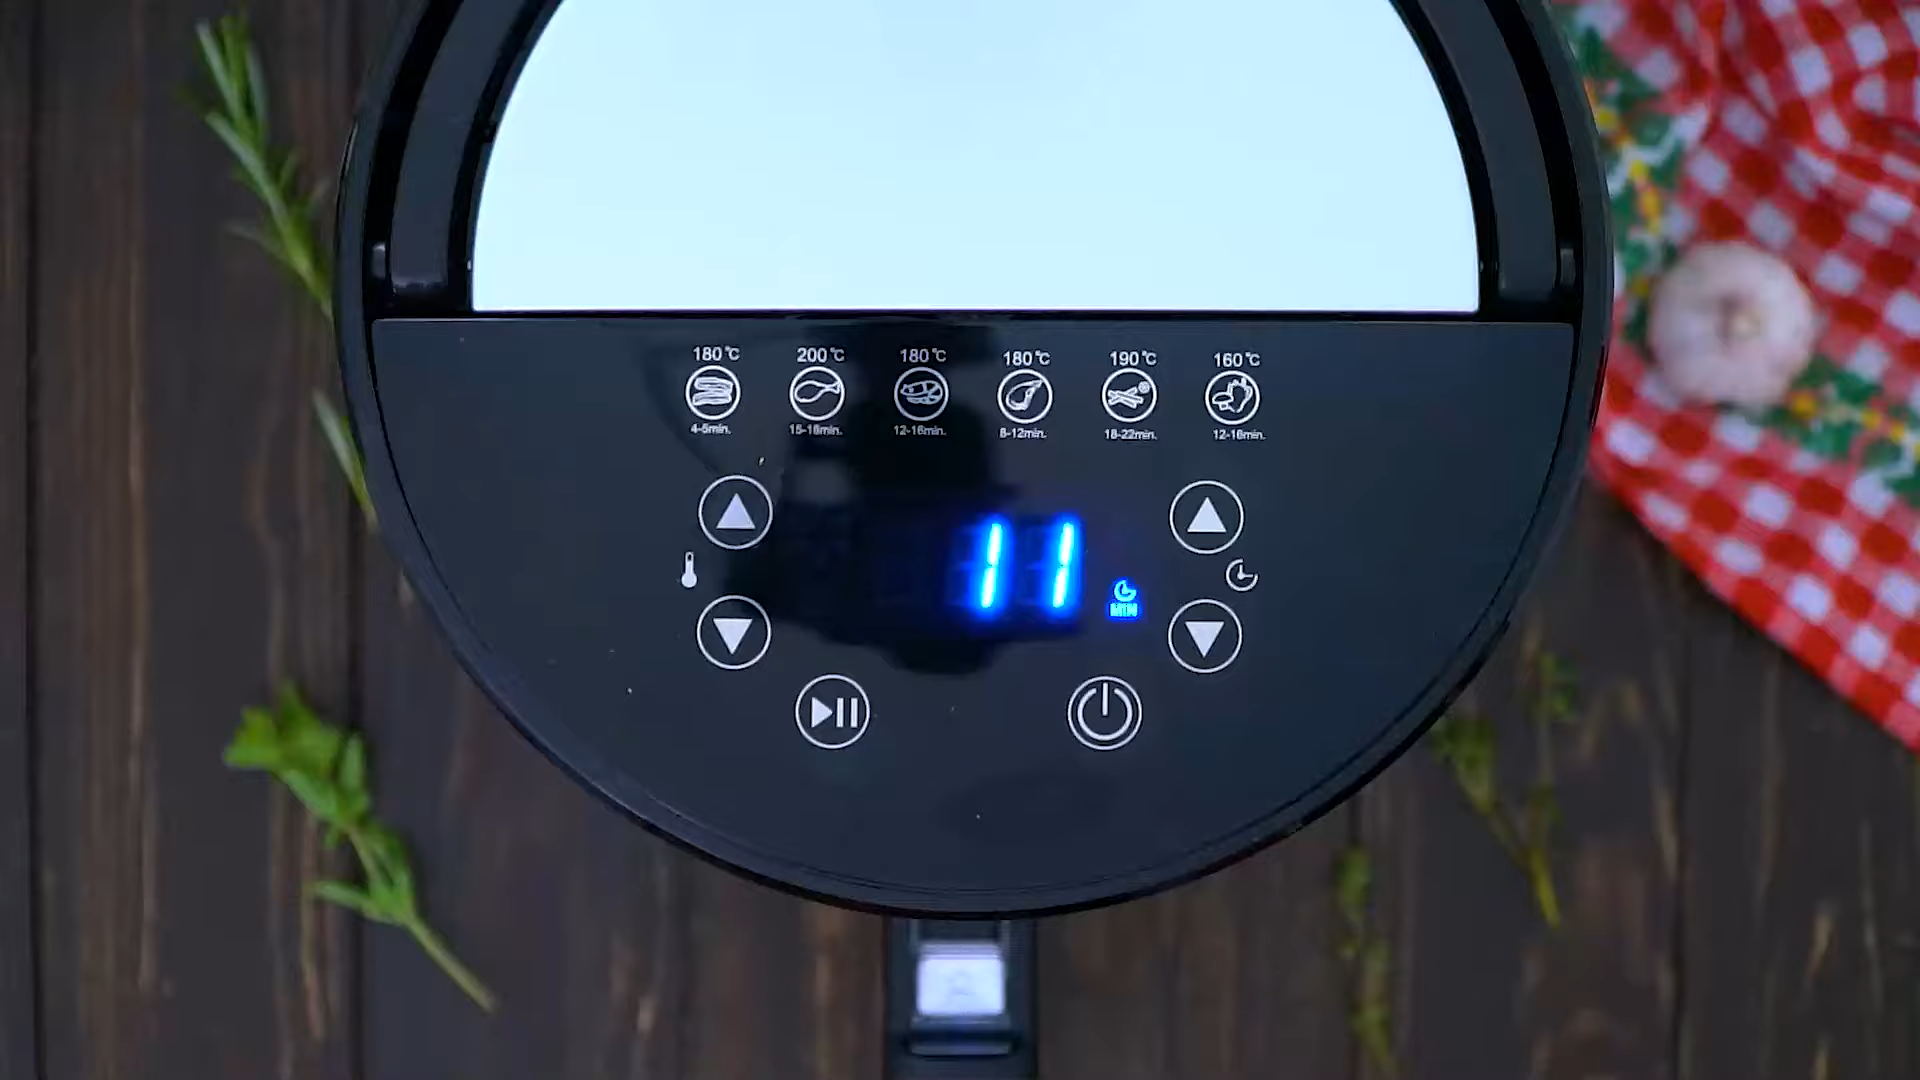 180℃ 200℃ 180℃ 180℃ 190℃ 160℃
4-5min. 15-18min. 12-16min. 8-12min. 18-22min. 12-16min.
11
MIN